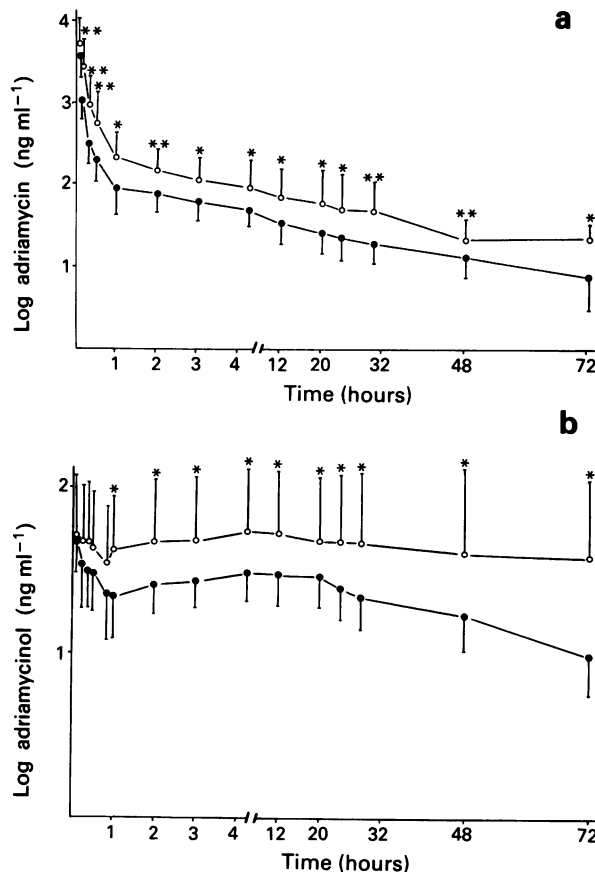 a
Log adriamycin (ng ml⁻¹)
4
3
2
1
** ** ** * ** * * * * * ** ** *
1 2 3 4 12 20 32 48 72
Time (hours)
b
Log adriamycinol (ng ml⁻¹)
2
1
* * * * * * * * * *
1 2 3 4 12 20 32 48 72
Time (hours)